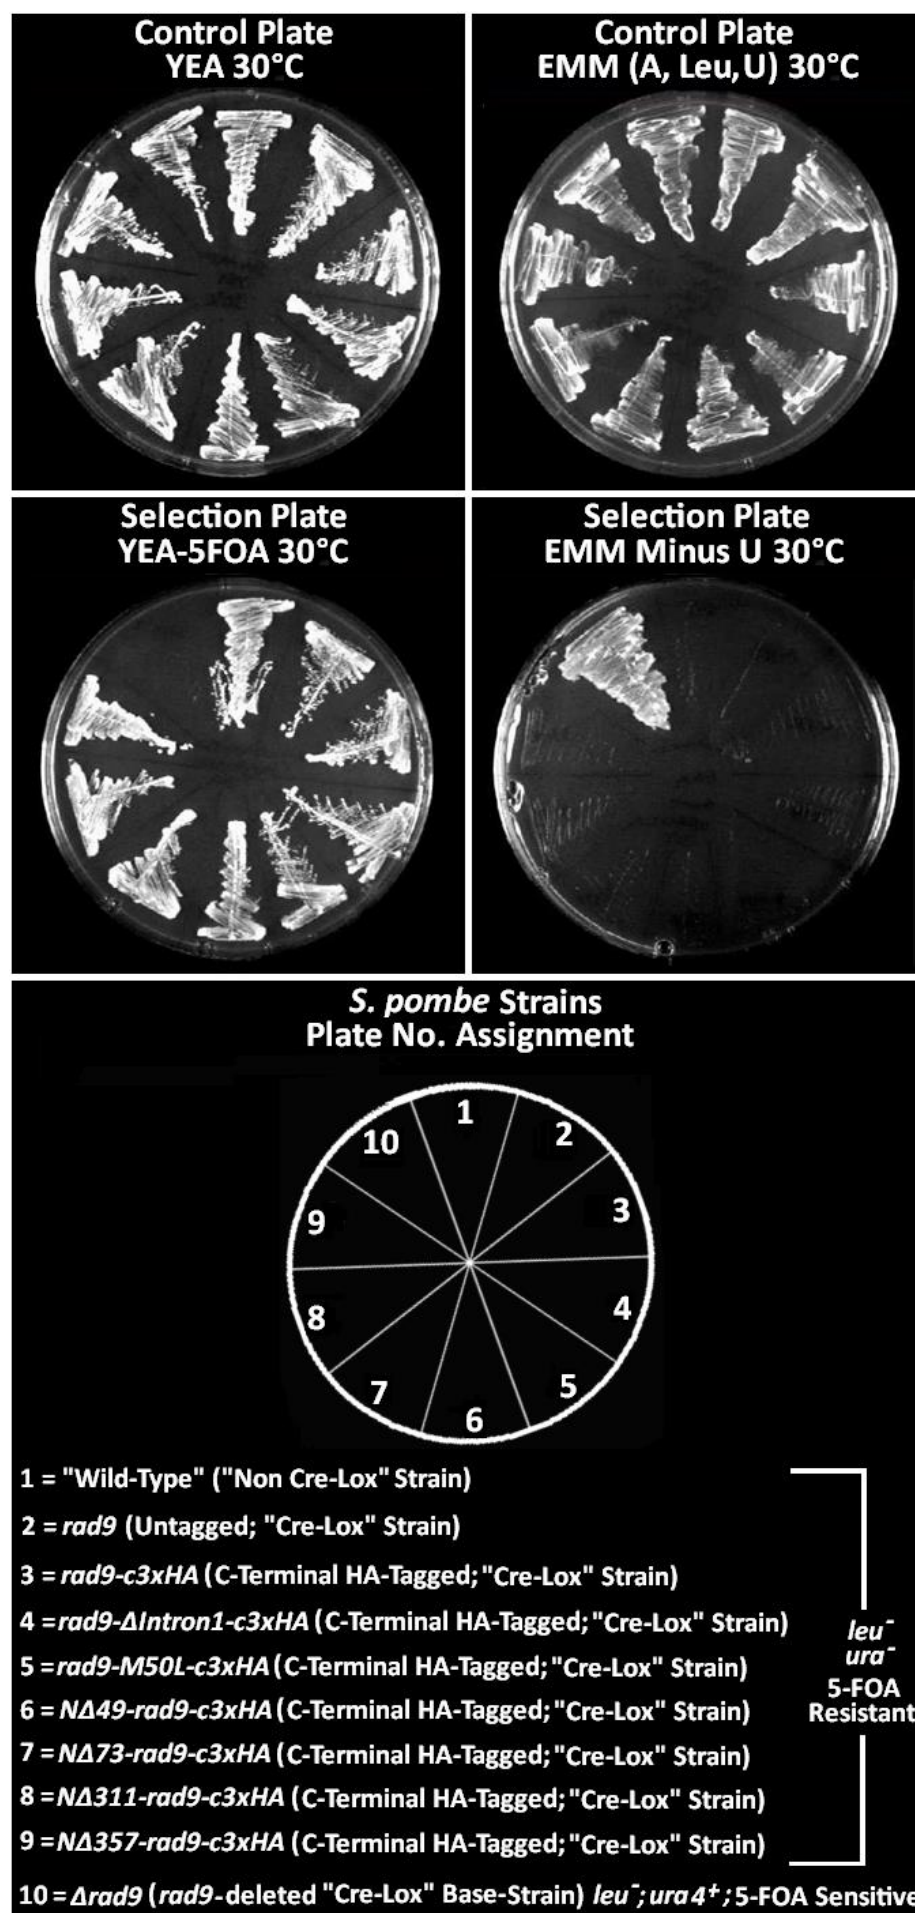 Control Plate
YEA 30°C
Control Plate
EMM (A, Leu, U) 30°C
Selection Plate
YEA-5FOA 30°C
Selection Plate
EMM Minus U 30°C
S. pombe Strains
Plate No. Assignment
1
2
3
4
5
6
7
8
9
10
1 = "Wild-Type" ("Non Cre-Lox" Strain)
2 = rad9 (Untagged; "Cre-Lox" Strain)
3 = rad9-c3xHA (C-Terminal HA-Tagged; "Cre-Lox" Strain)
4 = rad9-ΔIntron1-c3xHA (C-Terminal HA-Tagged; "Cre-Lox" Strain)
5 = rad9-M50L-c3xHA (C-Terminal HA-Tagged; "Cre-Lox" Strain)
6 = NΔ49-rad9-c3xHA (C-Terminal HA-Tagged; "Cre-Lox" Strain)
7 = NΔ73-rad9-c3xHA (C-Terminal HA-Tagged; "Cre-Lox" Strain)
8 = NΔ311-rad9-c3xHA (C-Terminal HA-Tagged; "Cre-Lox" Strain)
9 = NΔ357-rad9-c3xHA (C-Terminal HA-Tagged; "Cre-Lox" Strain)
leu⁻
ura⁻
5-FOA
Resistant
10 = Δrad9 (rad9-deleted "Cre-Lox" Base-Strain) leu⁻; ura4⁺; 5-FOA Sensitive